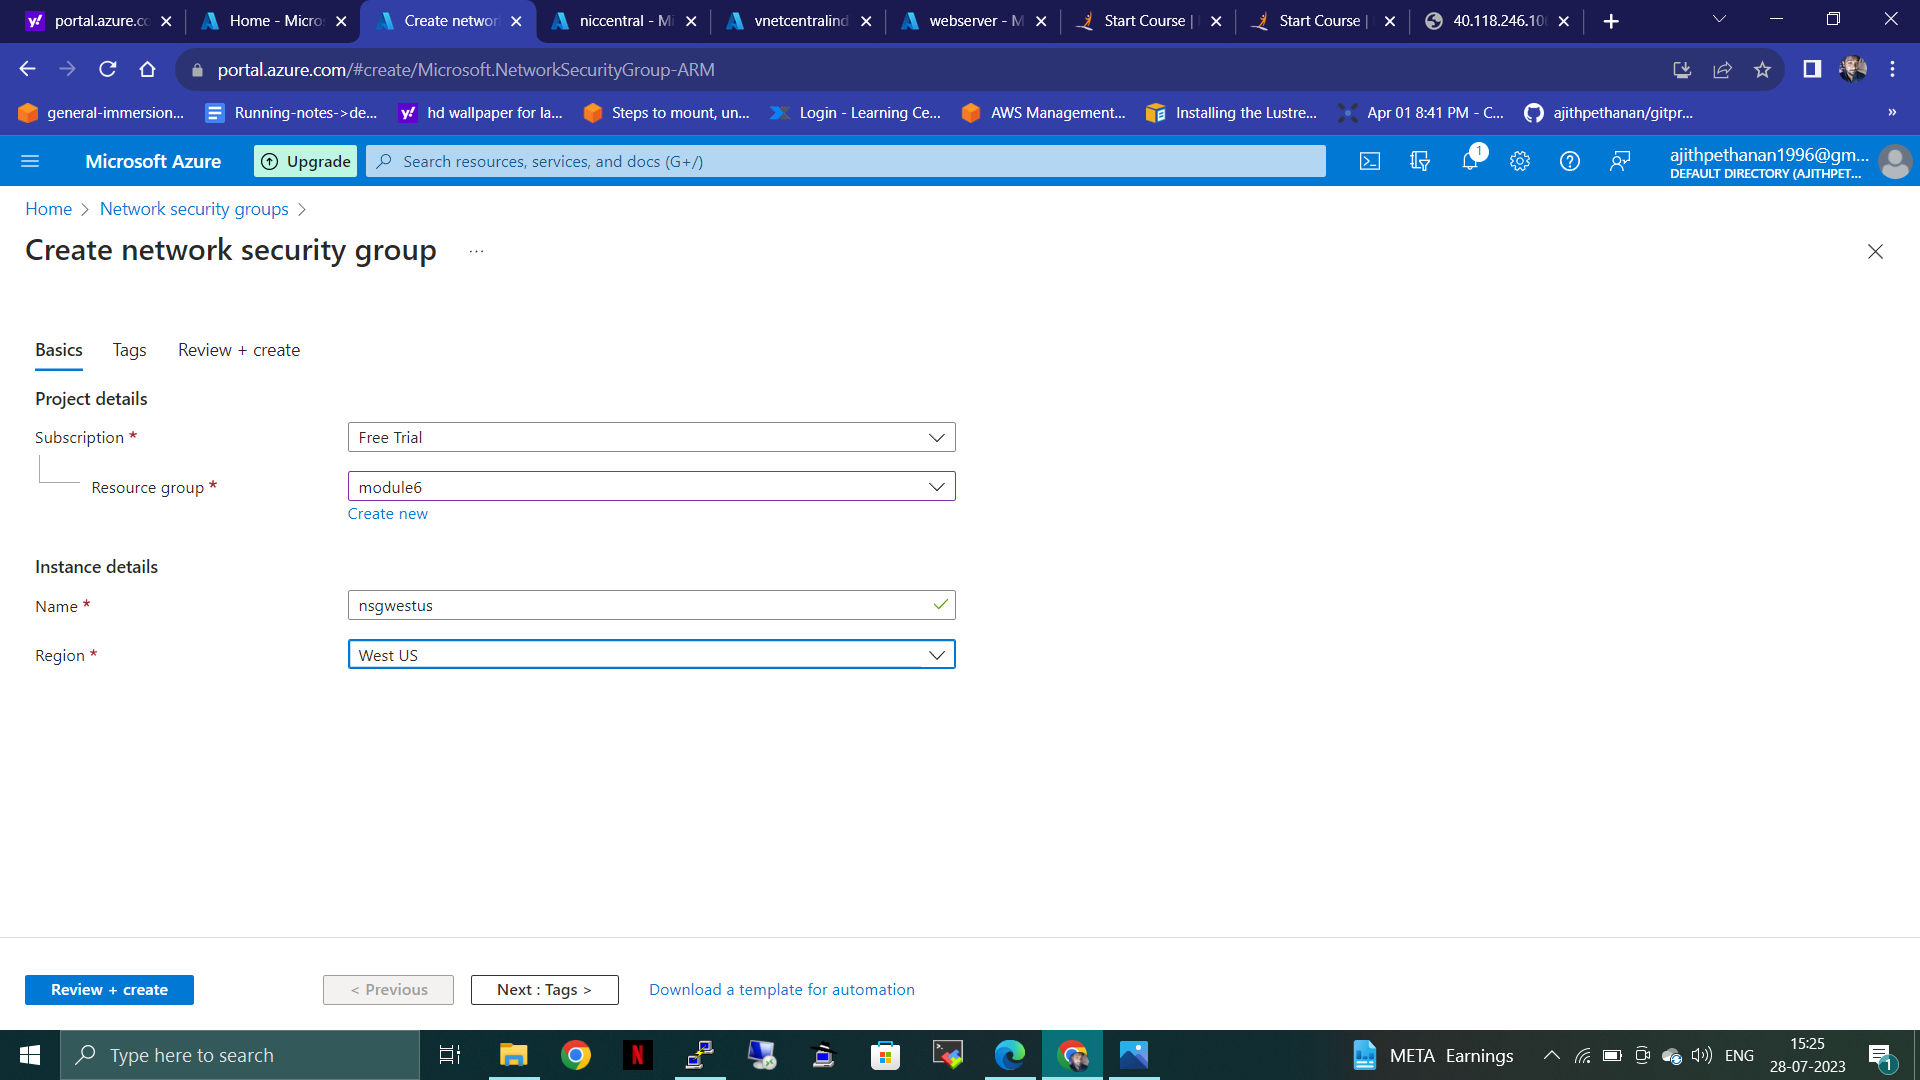 portal.azure.co
Home - Micros
Create networ
niccentral - Mi
vnetcentralind
webserver - M
Start Course |
Start Course |
40.118.246.10
portal.azure.com/#create/Microsoft.NetworkSecurityGroup-ARM
general-immersion...
Running-notes->de...
hd wallpaper for la...
Steps to mount, un...
Login - Learning Ce...
AWS Management...
Installing the Lustre...
Apr 01 8:41 PM - C...
ajithpethanan/gitpr...
»
Microsoft Azure
Upgrade
Search resources, services, and docs (G+/)
1
ajithpethanan1996@gm...
DEFAULT DIRECTORY (AJITHPET...
Home > Network security groups >
Create network security group ...
Basics
Tags
Review + create
Project details
Subscription *
Free Trial
Resource group *
module6
Create new
Instance details
Name *
nsgwestus
Region *
West US
Review + create
< Previous
Next : Tags >
Download a template for automation
Type here to search
META Earnings
ENG
15:25
28-07-2023
1